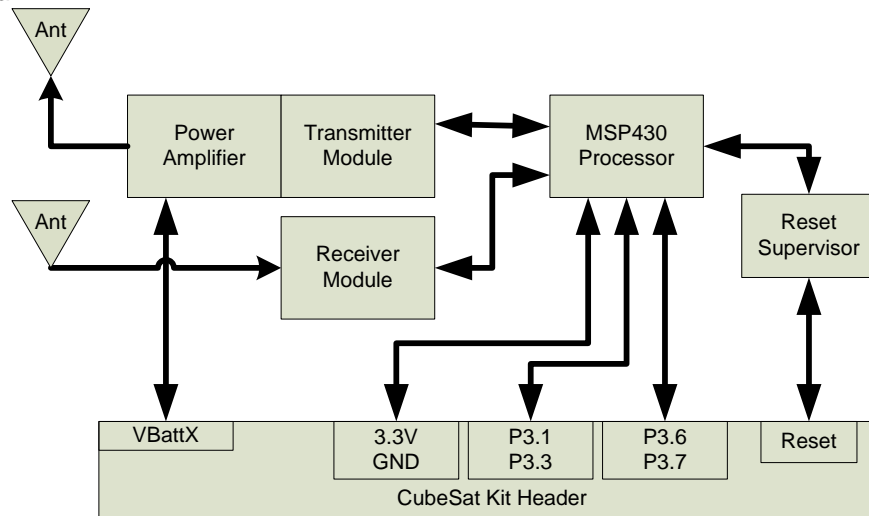 Ant
Power
Amplifier
Transmitter
Module
MSP430
Processor
Ant
Receiver
Module
Reset
Supervisor
VBattX
3.3V
GND
P3.1
P3.3
P3.6
P3.7
Reset
CubeSat Kit Header